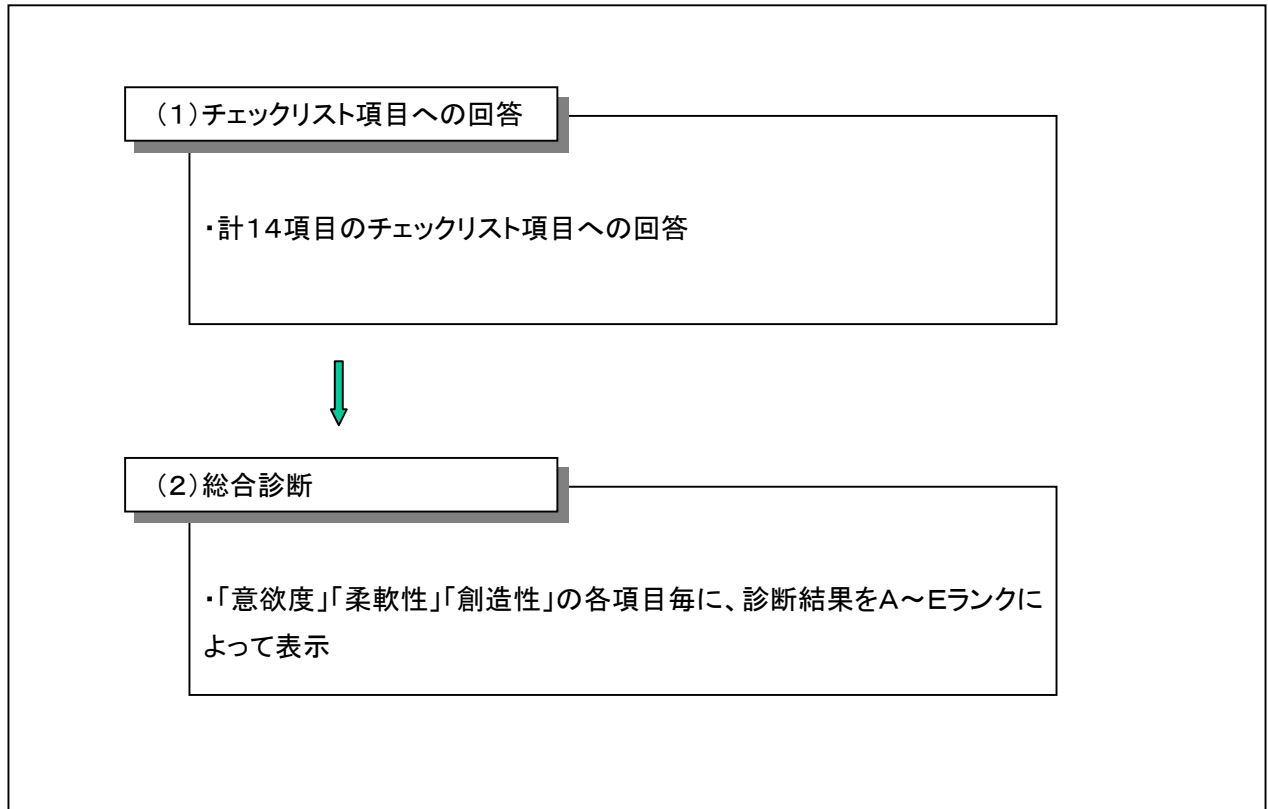 （１）チェックリスト項目への回答
・計１４項目のチェックリスト項目への回答
（２）総合診断
・「意欲度」「柔軟性」「創造性」の各項目毎に、診断結果をＡ～Ｅランクに
よって表示